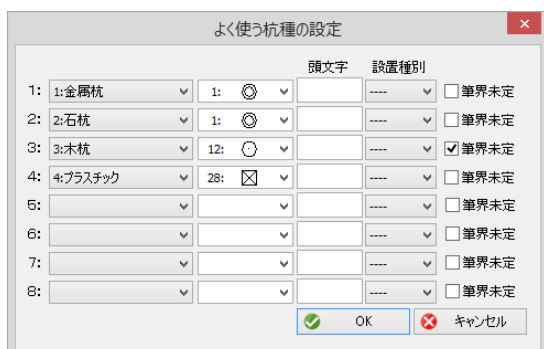 よく使う杭種の設定
頭文字 設置種別
1: 1:金属杭 1: ---- 筆界未定
2: 2:石杭 1: ---- 筆界未定
3: 3:木杭 12: ---- 筆界未定
4: 4:プラスチック 28: ---- 筆界未定
5: ---- 筆界未定
6: ---- 筆界未定
7: ---- 筆界未定
8: ---- 筆界未定
OK キャンセル